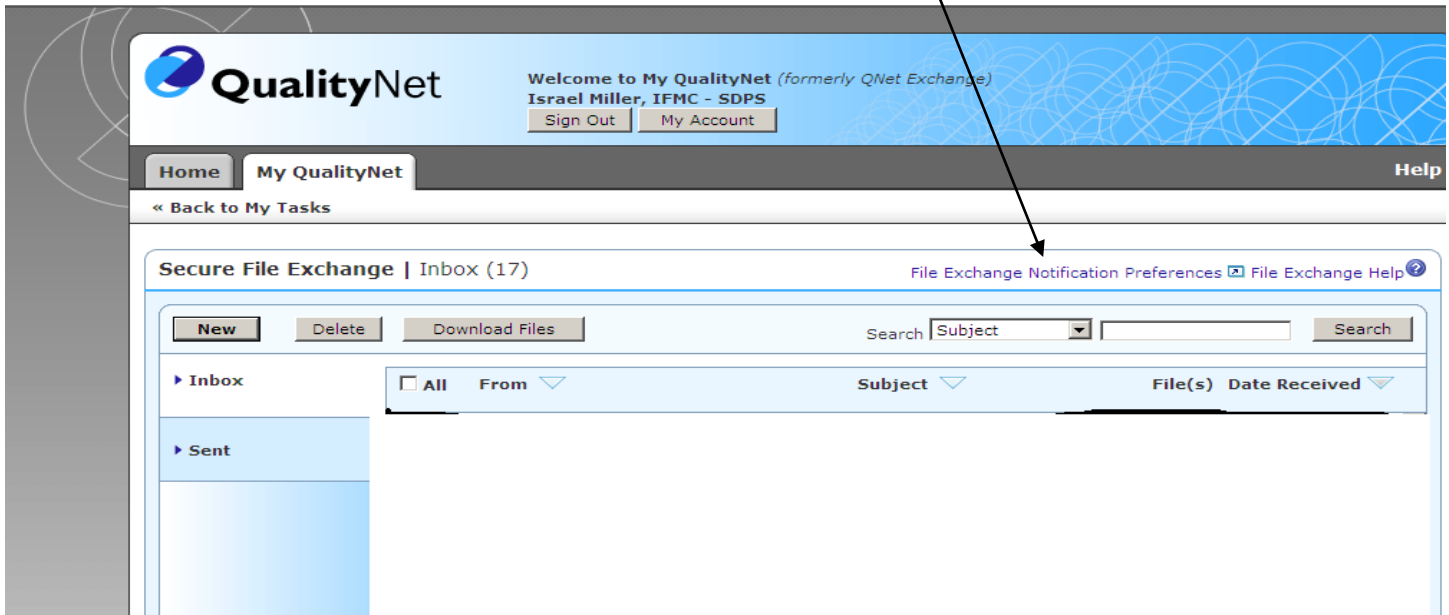 QualityNet
Welcome to My QualityNet (formerly QNet Exchange)
Israel Miller, IFMC - SDPS
Sign Out My Account
Home My QualityNet Help
« Back to My Tasks
Secure File Exchange | Inbox (17) File Exchange Notification Preferences File Exchange Help
New Delete Download Files Search Subject Search
Inbox All From Subject File(s) Date Received
Sent